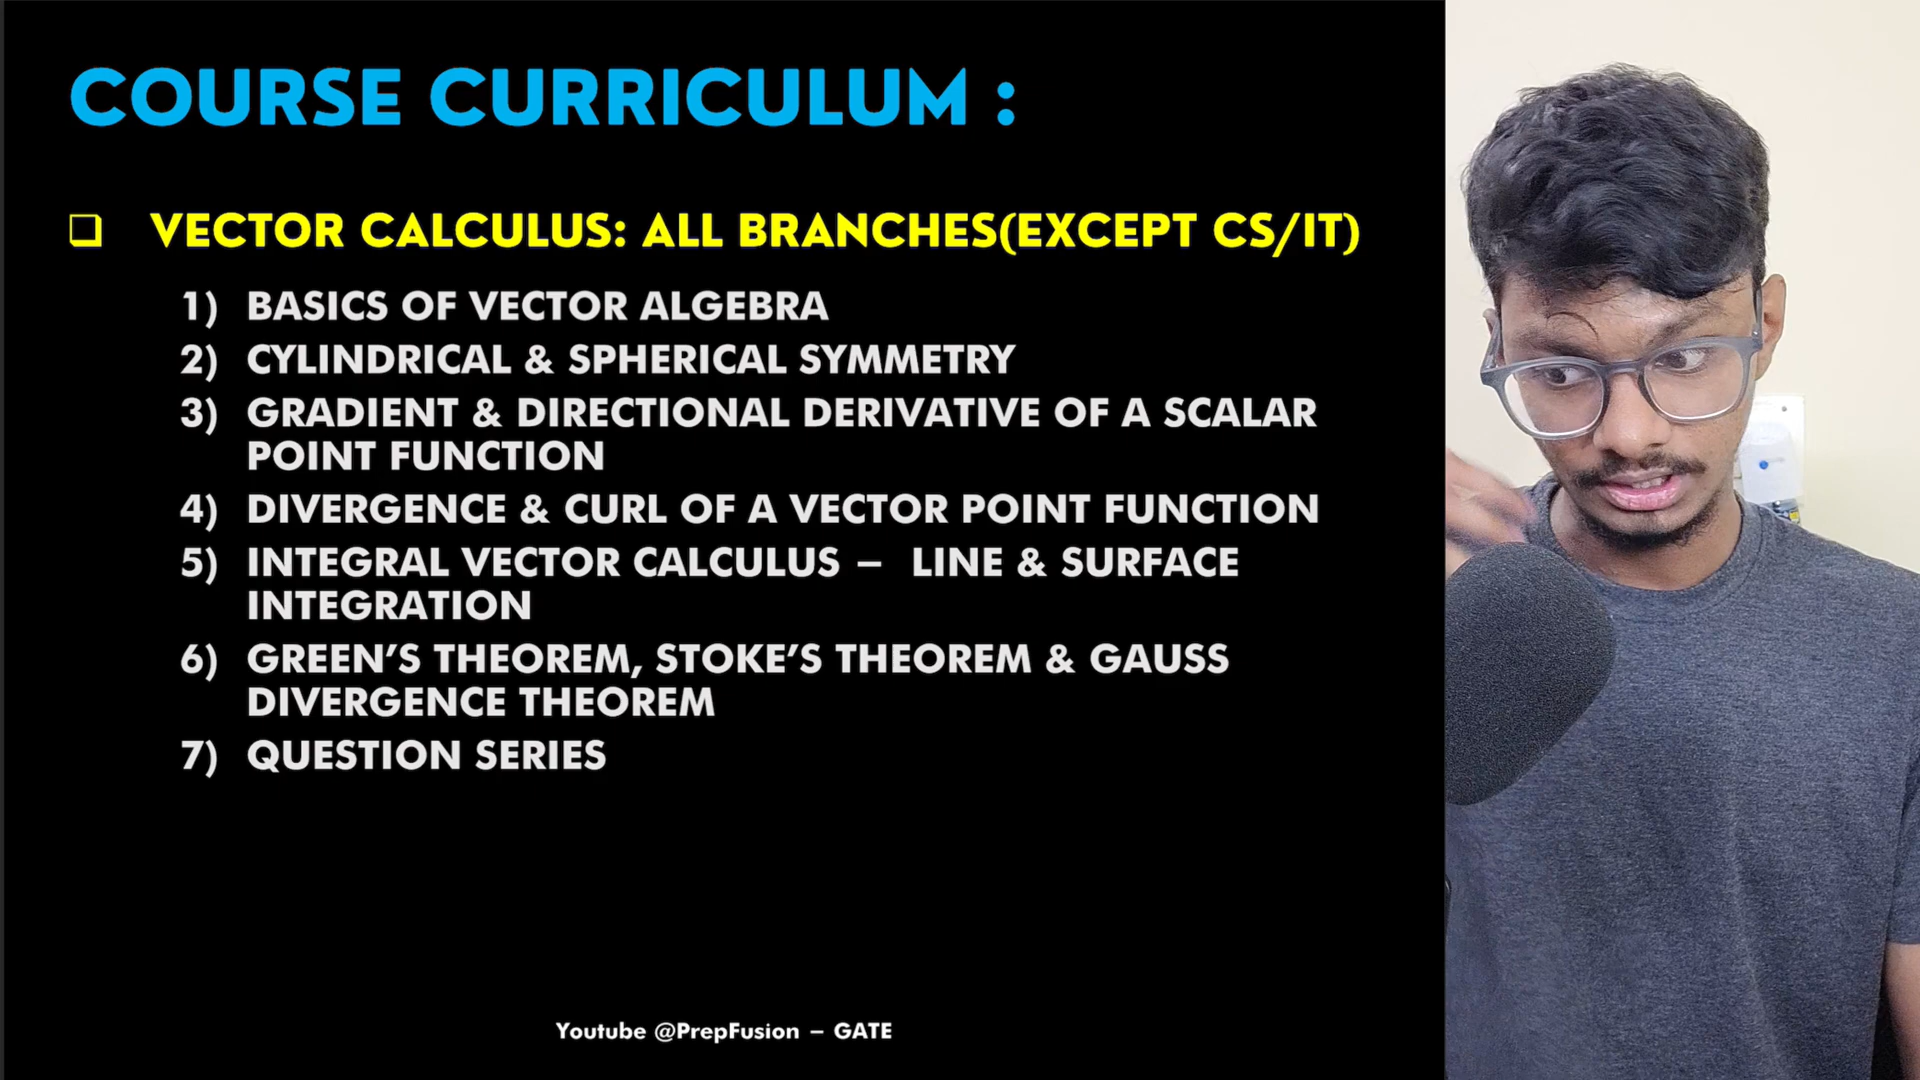 COURSE CURRICULUM :
VECTOR CALCULUS: ALL BRANCHES(EXCEPT CS/IT)
1) BASICS OF VECTOR ALGEBRA
2) CYLINDRICAL & SPHERICAL SYMMETRY
3) GRADIENT & DIRECTIONAL DERIVATIVE OF A SCALAR
POINT FUNCTION
4) DIVERGENCE & CURL OF A VECTOR POINT FUNCTION
5) INTEGRAL VECTOR CALCULUS – LINE & SURFACE
INTEGRATION
6) GREEN’S THEOREM, STOKE’S THEOREM & GAUSS
DIVERGENCE THEOREM
7) QUESTION SERIES
Youtube @PrepFusion – GATE